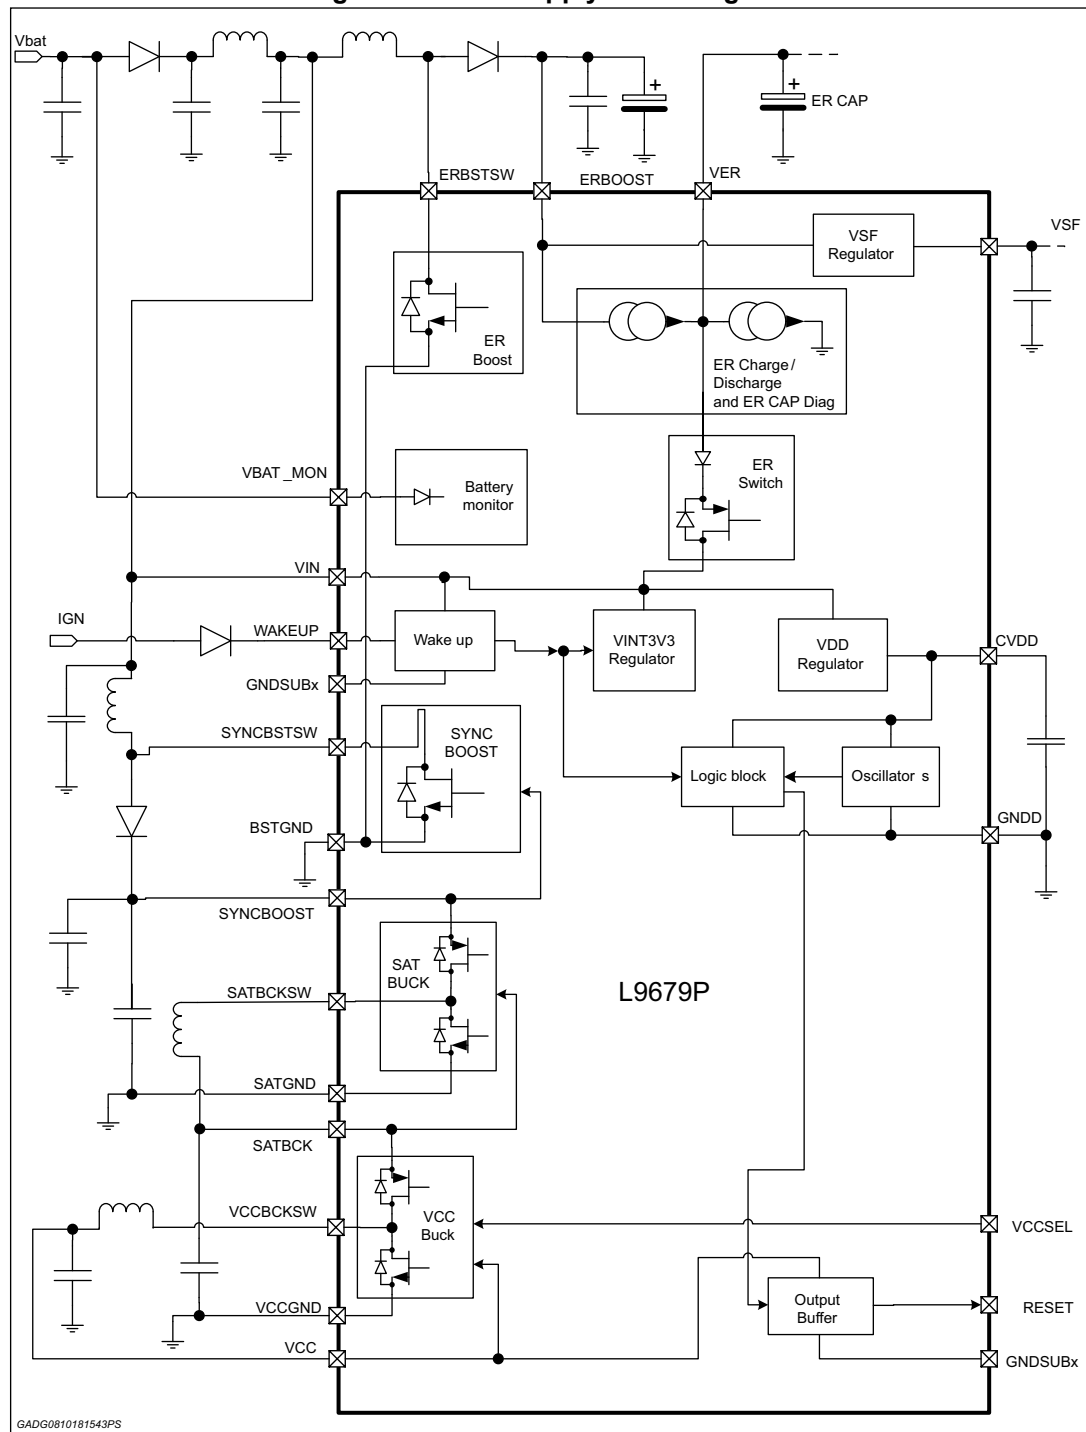 Vbat
+
+
ER CAP
ERBSTSW
ERBOOST
VER
VSF
VSF
Regulator
ER
Boost
ER Charge/
Discharge
and ER CAP Diag
VBAT_MON
Battery
monitor
ER
Switch
VIN
IGN
WAKEUP
Wake up
VINT3V3
Regulator
VDD
Regulator
CVDD
GNDSUBx
SYNCBSTSW
SYNC
BOOST
Logic block
Oscillator s
BSTGND
GNDD
SYNCBOOST
SAT
BUCK
SATBCKSW
L9679P
SATGND
SATBCK
VCCBCKSW
VCC
Buck
VCCSEL
VCCGND
Output
Buffer
RESET
VCC
GNDSUBx
GADG0810181543PS